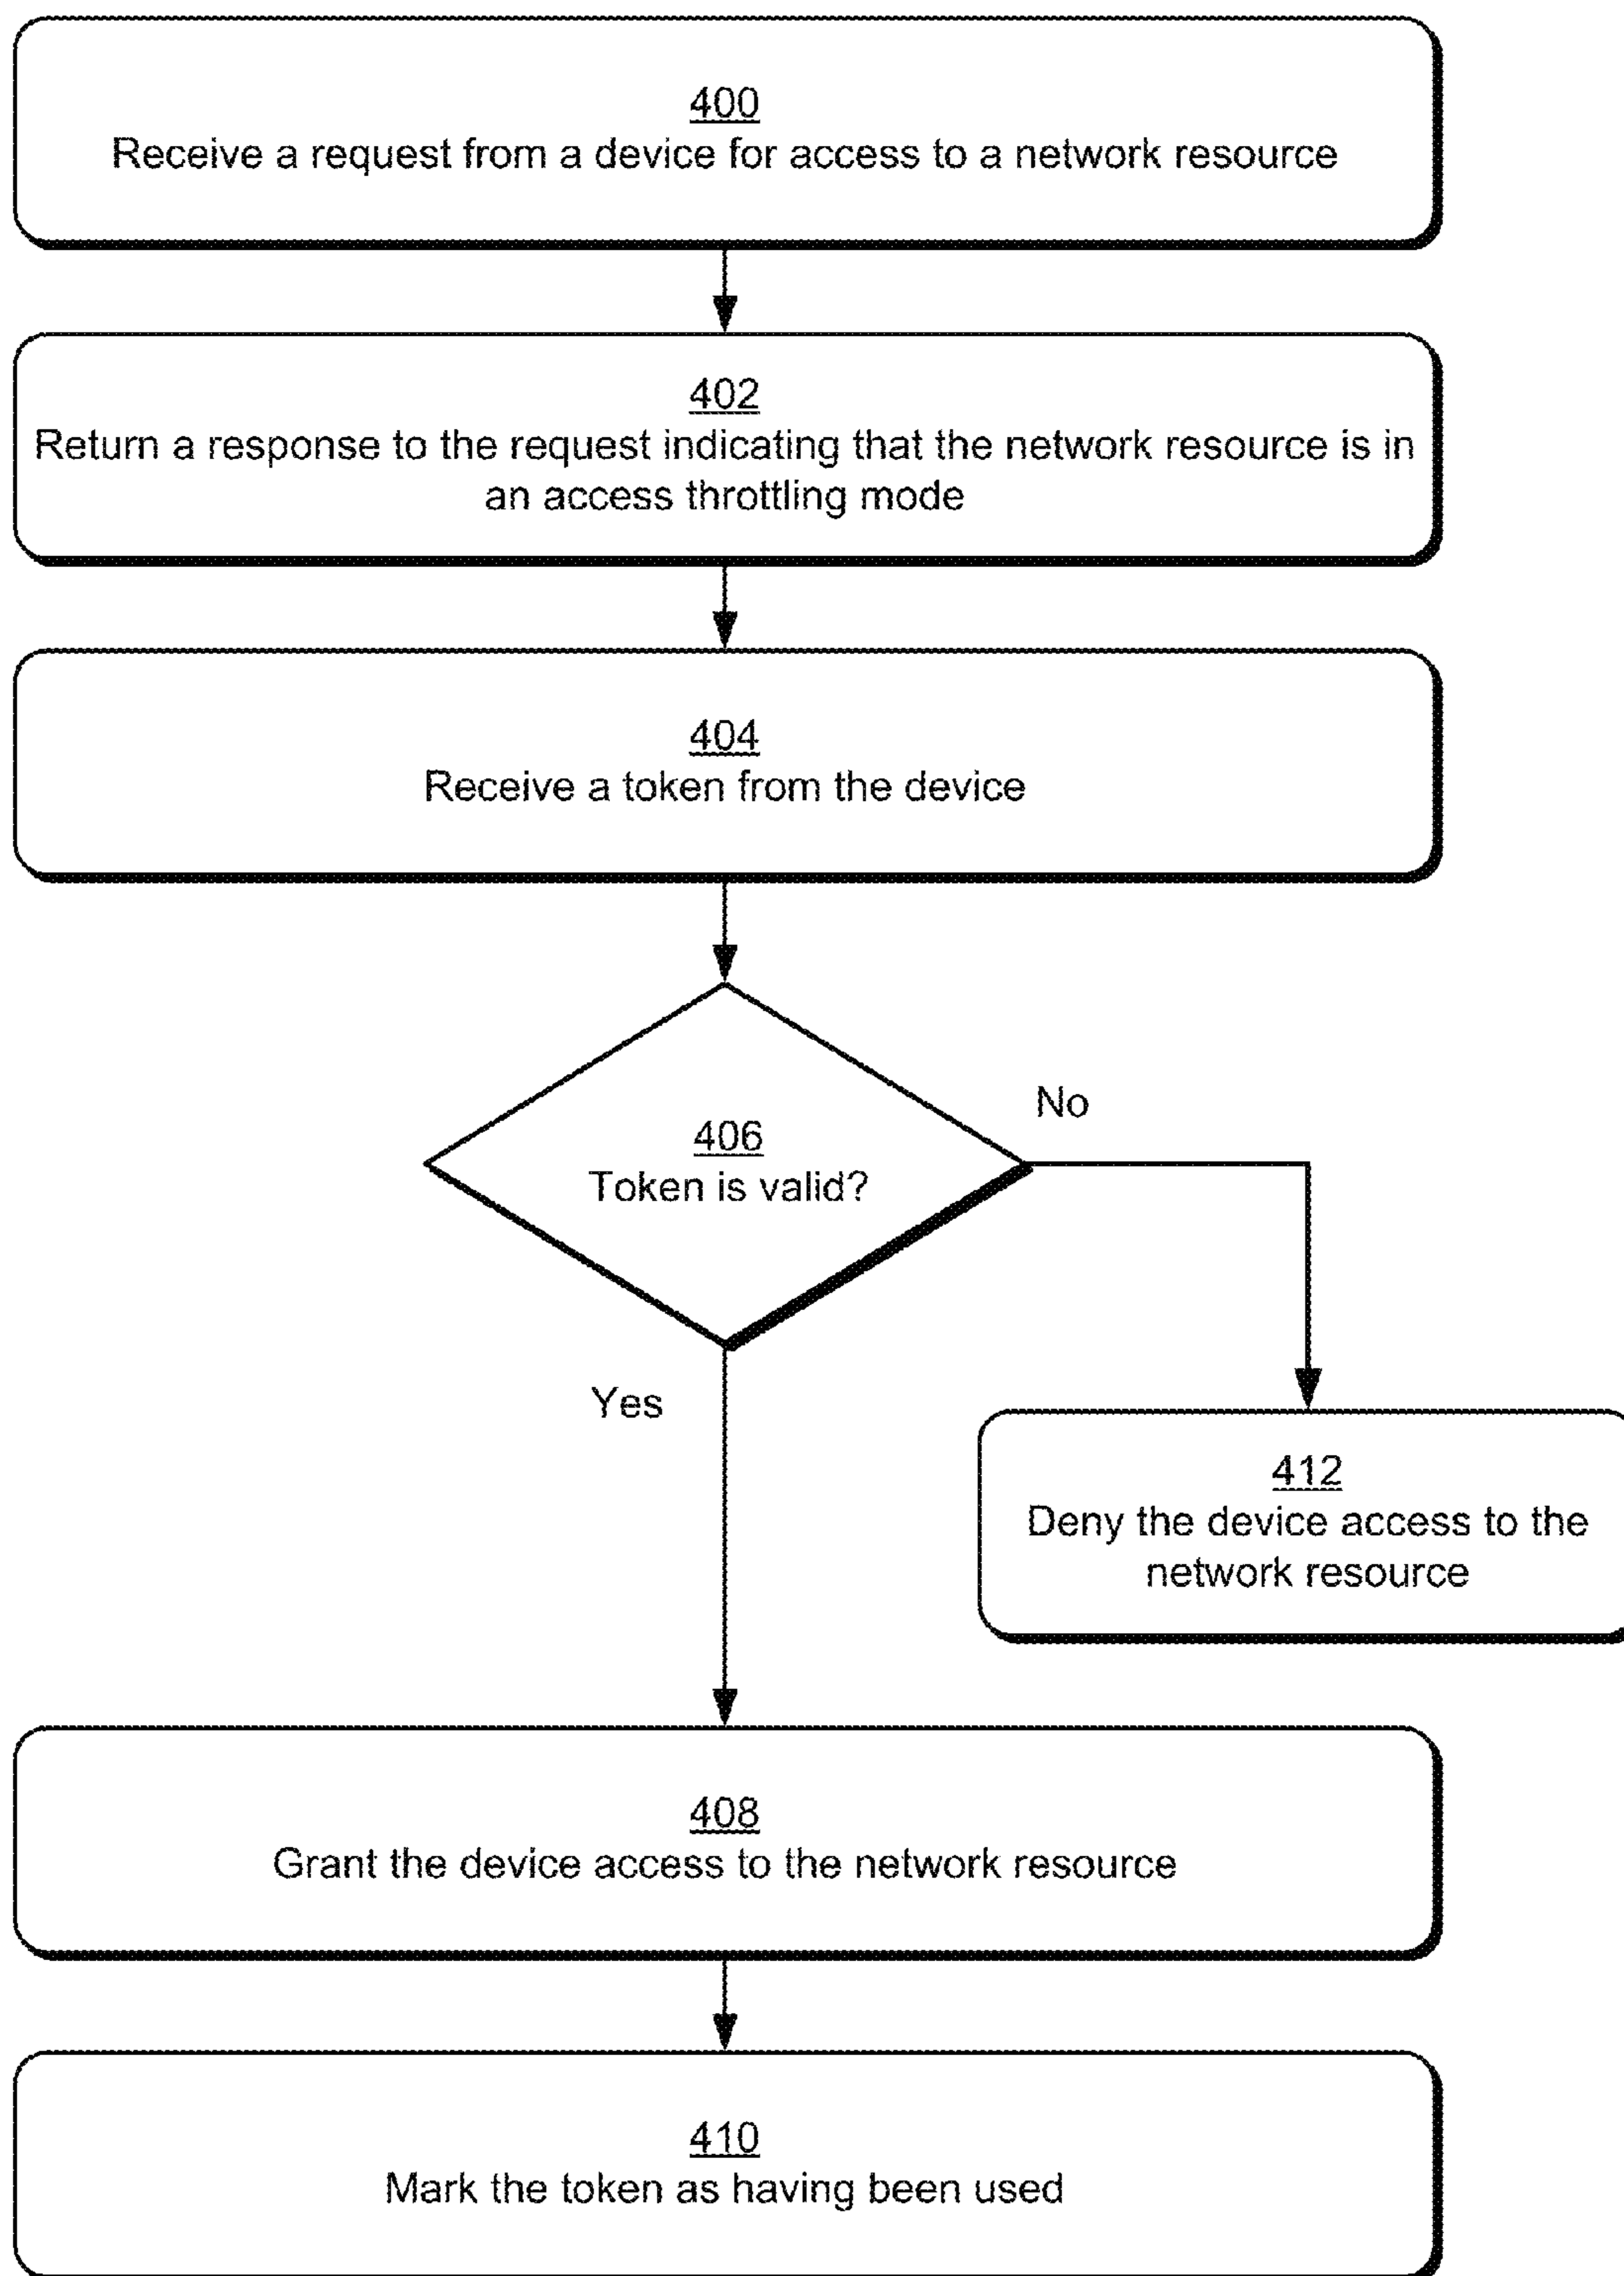 400
Receive a request from a device for access to a network resource
402
Return a response to the request indicating that the network resource is in
an access throttling mode
404
Receive a token from the device
406
Token is valid?
No
Yes
412
Deny the device access to the
network resource
408
Grant the device access to the network resource
410
Mark the token as having been used